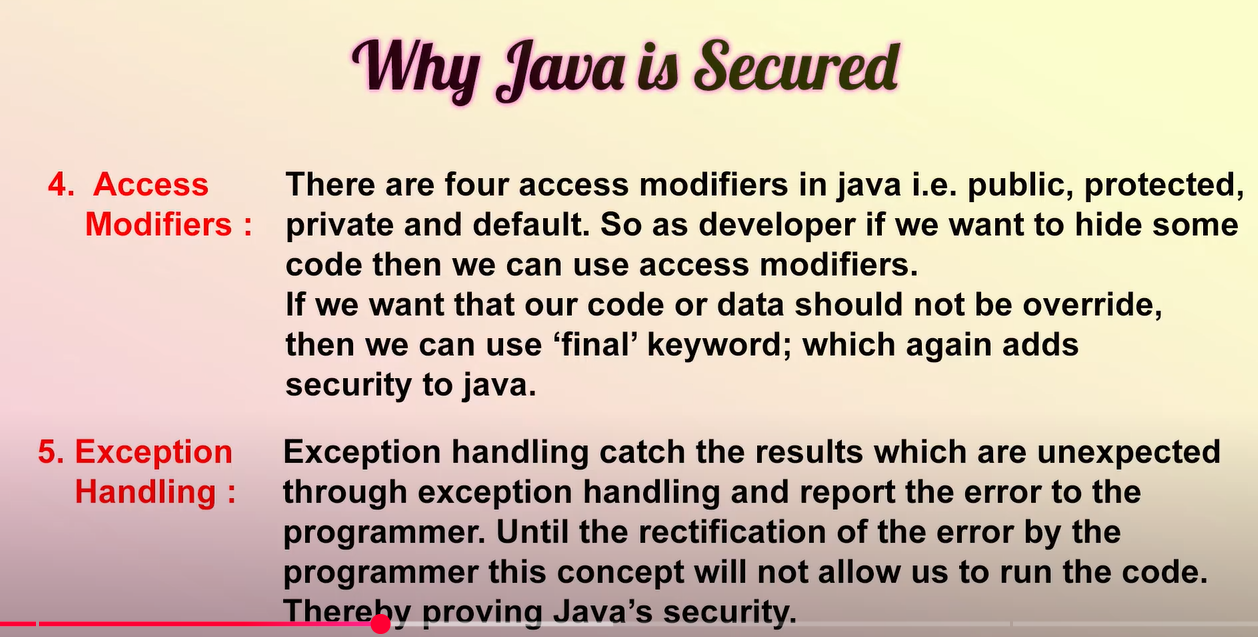 Why Java is Secured
4. Access There are four access modifiers in java i.e. public, protected,
Modifiers : private and default. So as developer if we want to hide some
code then we can use access modifiers.
If we want that our code or data should not be override,
then we can use ‘final’ keyword; which again adds
security to java.
5. Exception Exception handling catch the results which are unexpected
Handling : through exception handling and report the error to the
programmer. Until the rectification of the error by the
programmer this concept will not allow us to run the code.
Thereby proving Java’s security.